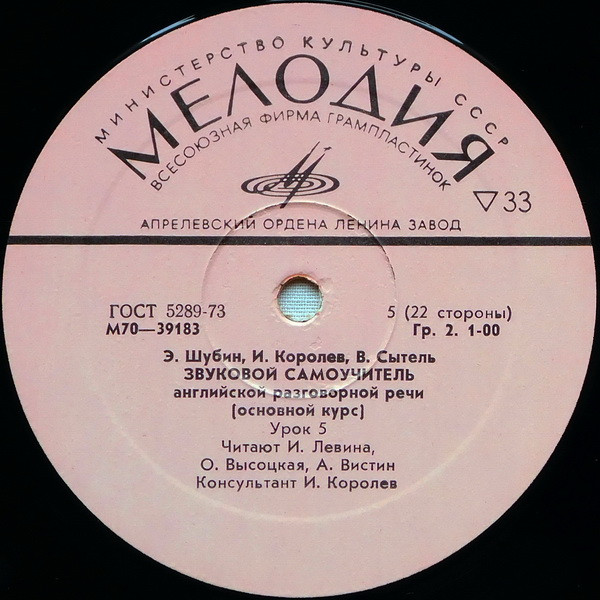 МИНИСТЕРСТВО КУЛЬТУРЫ СССР
МЕЛОДИЯ
ВСЕСОЮЗНАЯ ФИРМА ГРАМПЛАСТИНОК
▽33
АПРЕЛЕВСКИЙ ОРДЕНА ЛЕНИНА ЗАВОД
ГОСТ 5289-73 5 (22 стороны)
М70—39183 Гр. 2. 1-00
Э. Шубин, И. Королев, В. Сытель
ЗВУКОВОЙ САМОУЧИТЕЛЬ
английской разговорной речи
(основной курс)
Урок 5
Читают И. Левина,
О. Высоцкая, А. Вистин
Консультант И. Королев